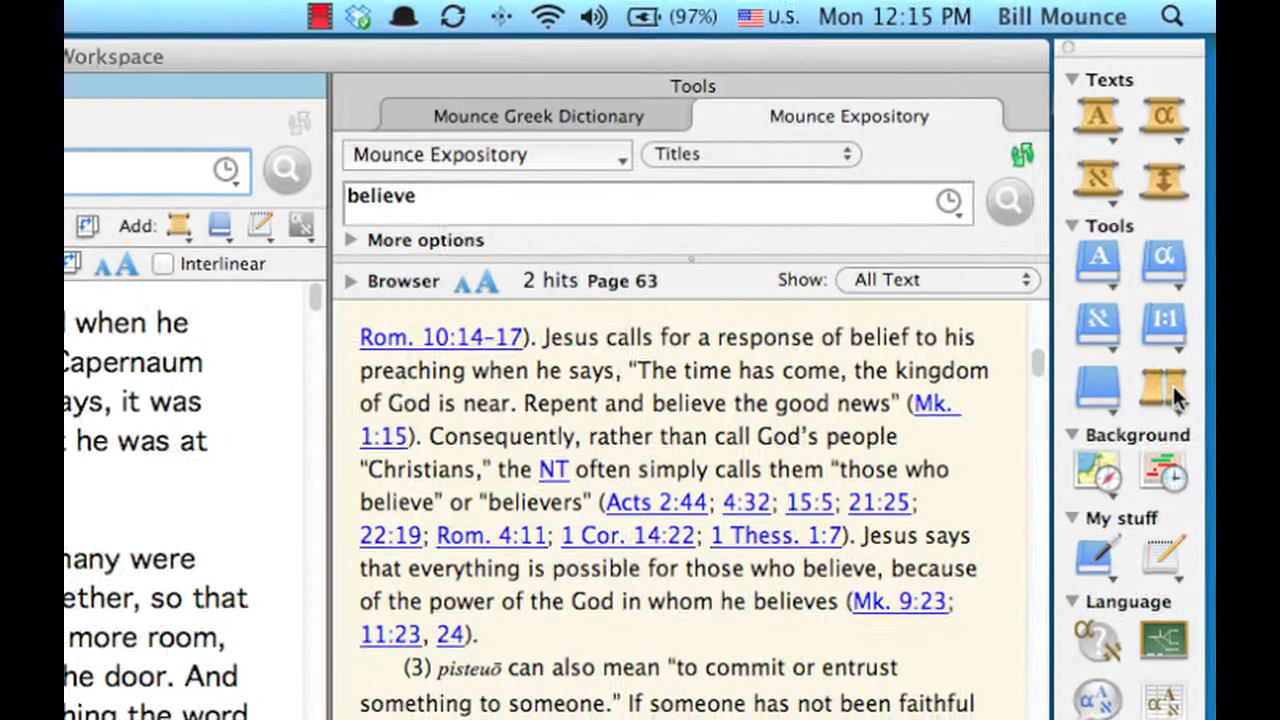 (97%) U.S. Mon 12:15 PM Bill Mounce
Workspace
Tools
Mounce Greek Dictionary
Mounce Expository
Mounce Expository
Titles
believe
More options
Browser
2 hits Page 63
Show: All Text
Rom. 10:14-17). Jesus calls for a response of belief to his
preaching when he says, “The time has come, the kingdom
of God is near. Repent and believe the good news” (Mk.
1:15). Consequently, rather than call God’s people
“Christians,” the NT often simply calls them “those who
believe” or “believers” (Acts 2:44; 4:32; 15:5; 21:25;
22:19; Rom. 4:11; 1 Cor. 14:22; 1 Thess. 1:7). Jesus says
that everything is possible for those who believe, because
of the power of the God in whom he believes (Mk. 9:23;
11:23, 24).
(3) pisteuō can also mean “to commit or entrust
something to someone.” If someone has not been faithful
Add:
Interlinear
when he
Capernaum
ays, it was
he was at
many were
ether, so that
more room,
he door. And
hing the word
Texts
A α
א
Tools
A α
א 1:1
Background
My stuff
Language
α ?
α A א
α A א